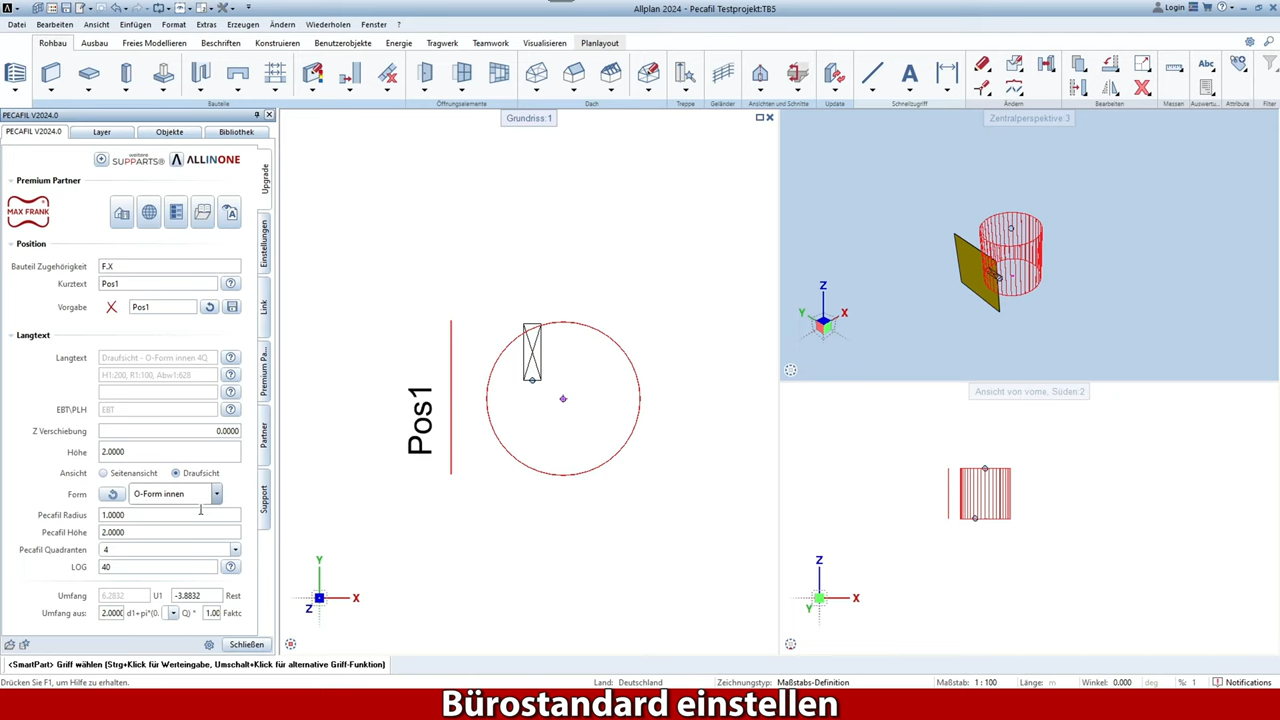 Allplan 2024 - Pecafil Testprojekt:TB5
Login
Datei Bearbeiten Ansicht Einfügen Format Extras Erzeugen Ändern Wiederholen Fenster ?
Rohbau Ausbau Freies Modellieren Beschriften Konstruieren Benutzerobjekte Energie Tragwerk Teamwork Visualisieren Planlayout
Abc
Bauteile Öffnungselemente Dach Treppe Geländer Ansichten und Schnitte Update Schnellzugriff Ändern Bearbeiten Messen Auswertu... Attribute Filter
PECAFIL V2024.0
PECAFIL V2024.0 Layer Objekte Bibliothek
weitere
SUPPARTS® ALLINONE
Premium Partner
MAX FRANK
Position
Bauteil Zugehörigkeit F.X
Kurztext Pos1
Vorgabe Pos1
Langtext
Langtext Draufsicht - O-Form innen 4Q
H1:200, R1:100, Abw1:628
EBT\PLH EBT
Z Verschiebung 0.0000
Höhe 2.0000
Ansicht Seitenansicht Draufsicht
Form O-Form innen
Pecafil Radius 1.0000
Pecafil Höhe 2.0000
Pecafil Quadranten 4
LOG 40
Umfang 6.2832 U1 -3.8832 Rest
Umfang aus: 2.0000 d1+pi*(0. Q) * 1.00 Faktc
Schließen
Upgrade
Einstellungen
Link
Premium Pa...
Partner
Support
Grundriss:1
Pos1
Y
Z
X
Zentralperspektive:3
Z
Y
X
Ansicht von vorne, Süden:2
Z
Y
X
<SmartPart> Griff wählen (Strg+Klick für Werteingabe, Umschalt+Klick für alternative Griff-Funktion)
Drücken Sie F1, um Hilfe zu erhalten. Land: Deutschland Zeichnungstyp: Maßstabs-Definition Maßstab: 1 : 100 Länge: m Winkel: 0.000 deg %: 1 Notifications
Bürostandard einstellen